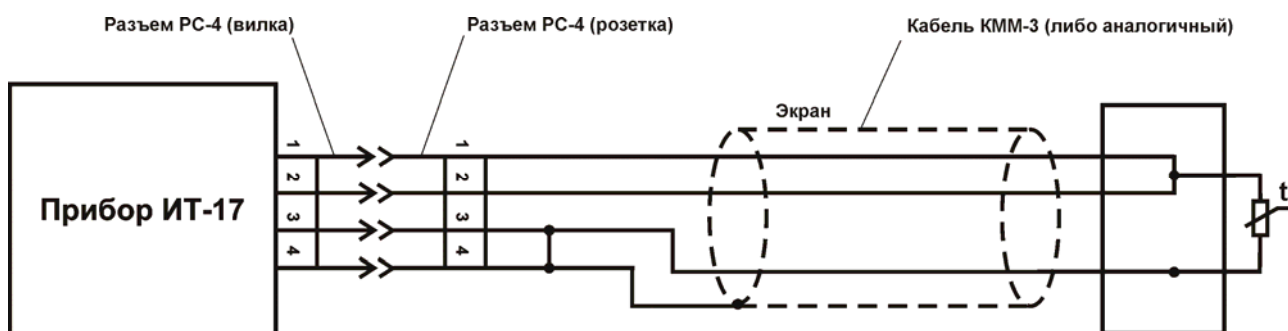 Разъем РС-4 (вилка)
Разъем РС-4 (розетка)
Кабель КММ-3 (либо аналогичный)
Экран
Прибор ИТ-17
1
2
3
4
1
2
3
4
t